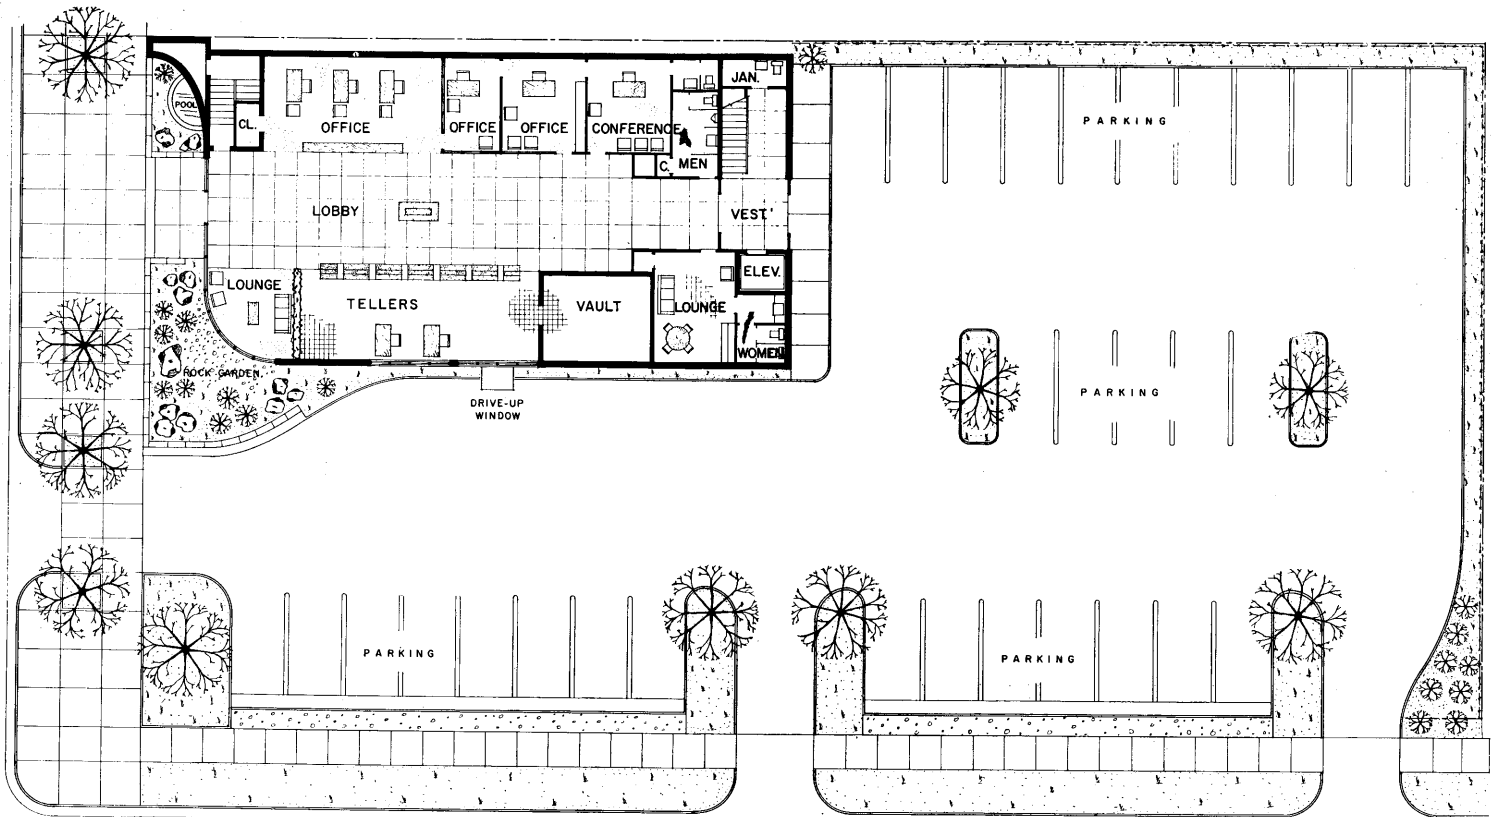 JAN.
POOL
CL.
OFFICE
OFFICE
OFFICE
CONFERENCE
PARKING
C.
MEN
LOBBY
VEST.
ELEV.
LOUNGE
TELLERS
VAULT
LOUNGE
WOMEN
ROCK GARDEN
DRIVE-UP
WINDOW
PARKING
PARKING
PARKING